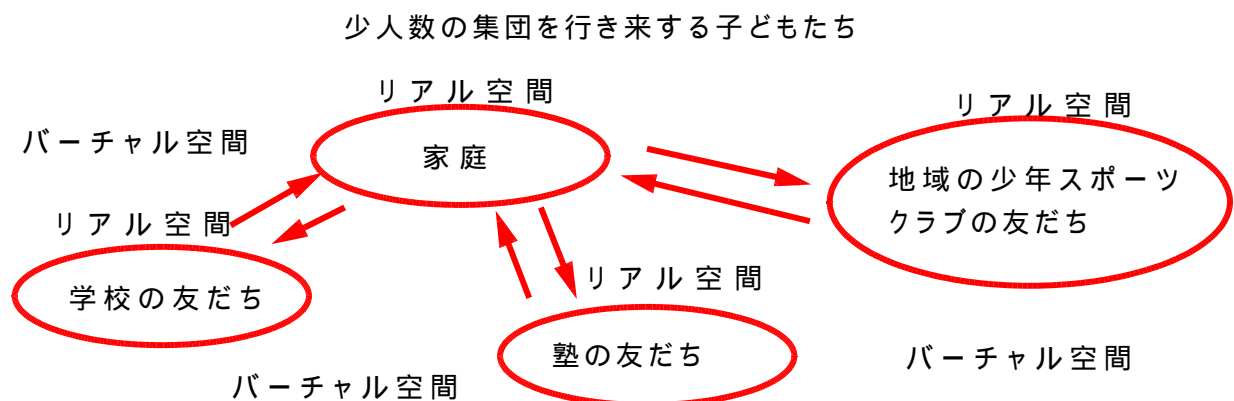 少人数の集団を行き来する子どもたち
リアル空間
リアル空間
バーチャル空間
家庭
地域の少年スポーツ
クラブの友だち
リアル空間
学校の友だち
リアル空間
塾の友だち
バーチャル空間
バーチャル空間